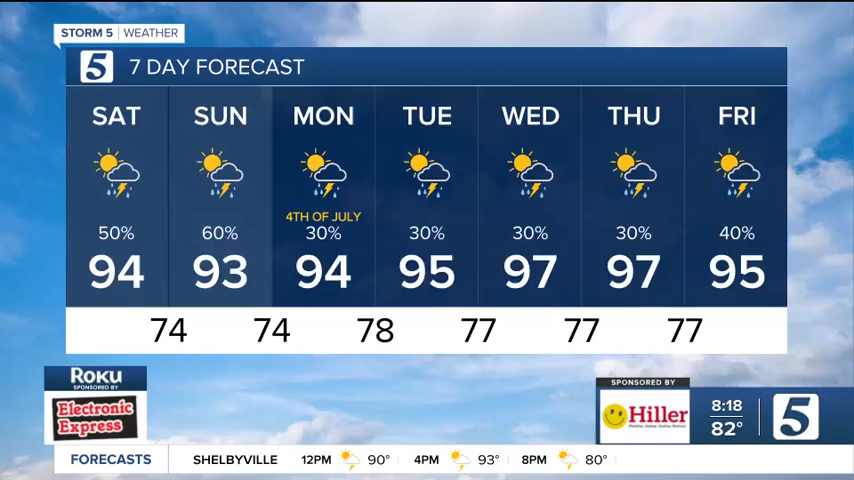 STORM 5 | WEATHER
5 7 DAY FORECAST
SAT SUN MON TUE WED THU FRI
4TH OF JULY
50% 60% 30% 30% 30% 30% 40%
94 93 94 95 97 97 95
74 74 78 77 77 77
Roku
SPONSORED BY
Electronic
Express
SPONSORED BY
Hiller
8:18
82°
5
FORECASTS SHELBYVILLE 12PM 90° 4PM 93° 8PM 80°